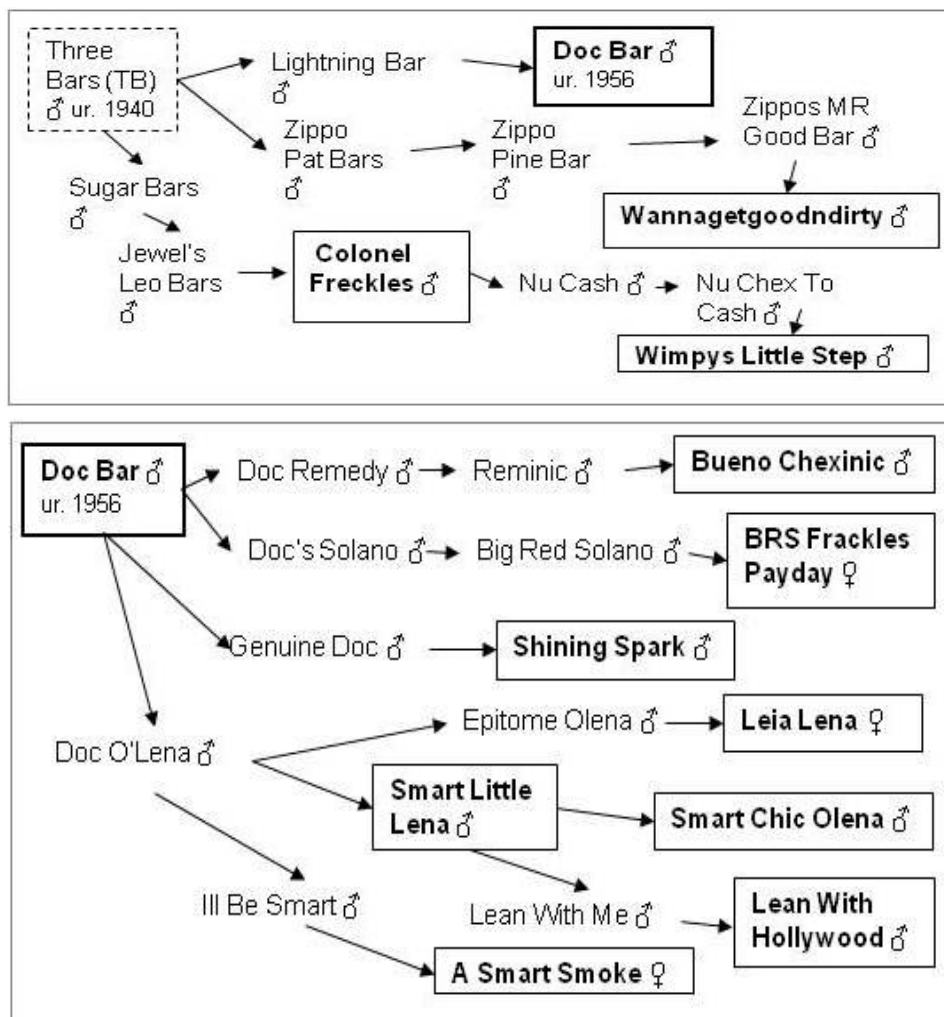 Three
Bars (TB)
♂ ur. 1940
Lightning Bar
♂
Doc Bar ♂
ur. 1956
Zippo
Pat Bars
♂
Zippo
Pine Bar
♂
Zippos MR
Good Bar ♂
Sugar Bars
♂
Wannagetgoodndirty ♂
Jewel's
Leo Bars
♂
Colonel
Freckles ♂
Nu Cash ♂
Nu Chex To
Cash ♂
Wimpys Little Step ♂
Doc Bar ♂
ur. 1956
Doc Remedy ♂
Reminic ♂
Bueno Chexinic ♂
Doc's Solano ♂
Big Red Solano ♂
BRS Frackles
Payday ♀
Genuine Doc ♂
Shining Spark ♂
Doc O'Lena ♂
Epitome Olena ♂
Leia Lena ♀
Smart Little
Lena ♂
Smart Chic Olena ♂
Ill Be Smart ♂
Lean With Me ♂
Lean With
Hollywood ♂
A Smart Smoke ♀